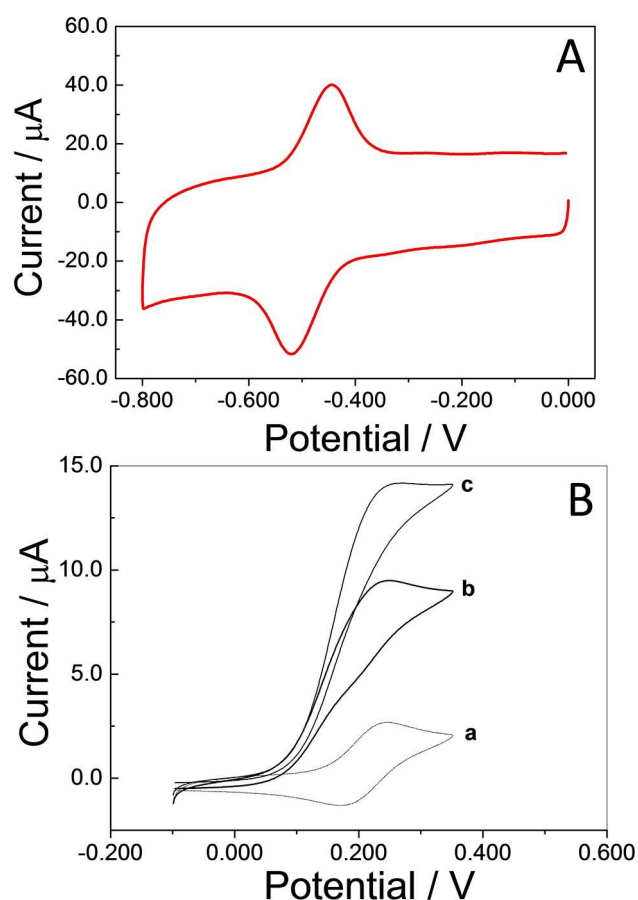 A
60.0
40.0
20.0
0.0
-20.0
-40.0
-60.0
Current / μA
-0.800 -0.600 -0.400 -0.200 0.000
Potential / V
B
15.0
10.0
5.0
0.0
Current / μA
c
b
a
-0.200 0.000 0.200 0.400 0.600
Potential / V